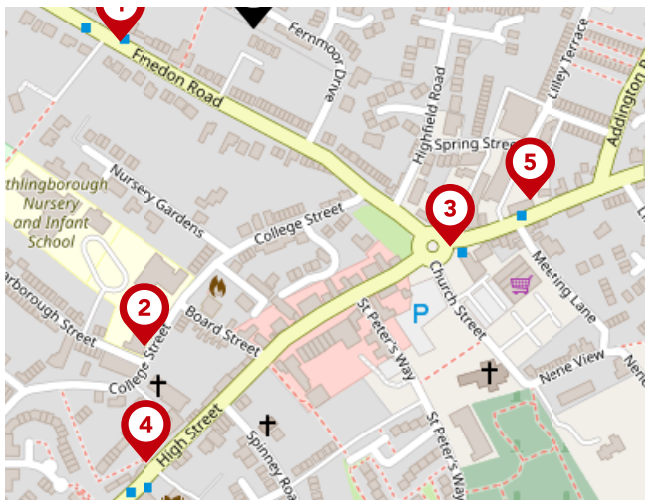 1
Fernmoor Drive
Finedon Road
Lilley Terrace
Highfield Road
Addington
Spring Street
5
thlingborough
Nursery
and Infant
School
Nursery Gardens
College Street
3
2
arborough Street
Board Street
College Street
St Peter's Way
P
Church Street
Meeting Lane
Nene View
Nene
4
High Street
Spinney Road
St Peter's Way